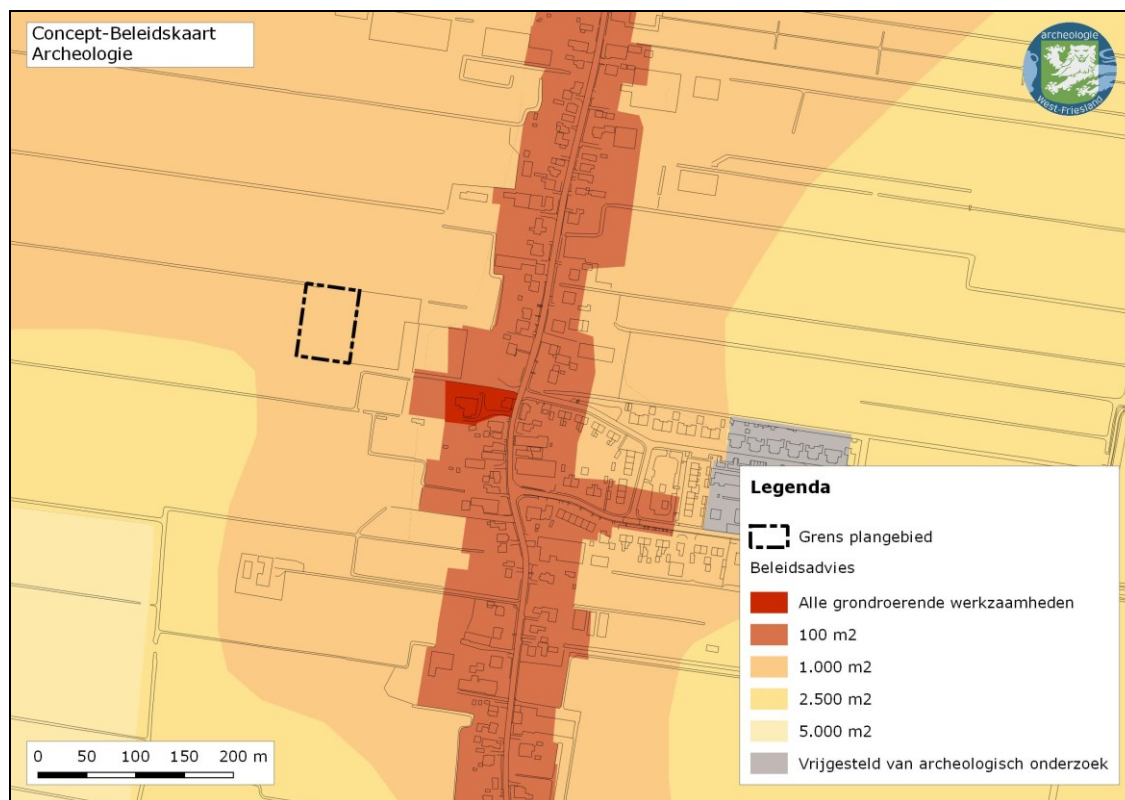 Concept-Beleidskaart
Archeologie
archeologie
West-Friesland
Legenda
Grens plangebied
Beleidsadvies
Alle grondroerende werkzaamheden
100 m2
1.000 m2
2.500 m2
5.000 m2
Vrijgesteld van archeologisch onderzoek
0 50 100 150 200 m